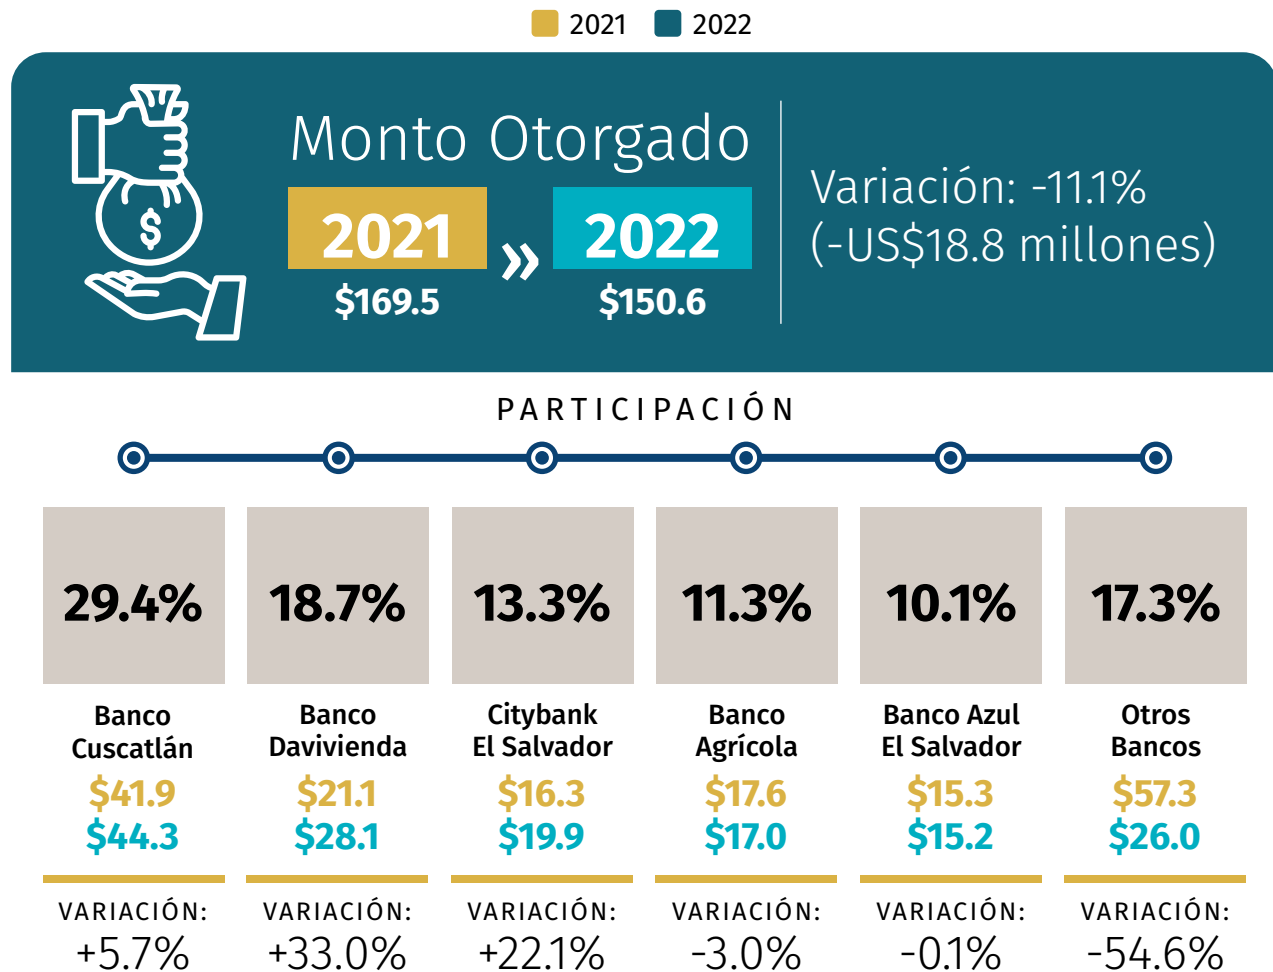 2021 2022
Monto Otorgado
2021 » 2022
$169.5 $150.6
Variación: -11.1%
(-US$18.8 millones)
$
PARTICIPACIÓN
29.4% 18.7% 13.3% 11.3% 10.1% 17.3%
Banco Banco Citybank Banco Banco Azul Otros
Cuscatlán Davivienda El Salvador Agrícola El Salvador Bancos
$41.9 $21.1 $16.3 $17.6 $15.3 $57.3
$44.3 $28.1 $19.9 $17.0 $15.2 $26.0
VARIACIÓN: VARIACIÓN: VARIACIÓN: VARIACIÓN: VARIACIÓN: VARIACIÓN:
+5.7% +33.0% +22.1% -3.0% -0.1% -54.6%